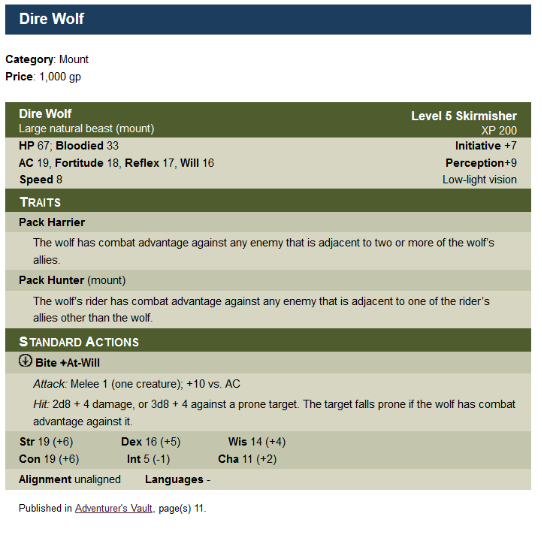 Dire Wolf
Category: Mount
Price: 1,000 gp
Dire Wolf Level 5 Skirmisher
Large natural beast (mount) XP 200
HP 67; Bloodied 33 Initiative +7
AC 19, Fortitude 18, Reflex 17, Will 16 Perception+9
Speed 8 Low-light vision
TRAITS
Pack Harrier
The wolf has combat advantage against any enemy that is adjacent to two or more of the wolf's
allies.
Pack Hunter (mount)
The wolf's rider has combat advantage against any enemy that is adjacent to one of the rider's
allies other than the wolf.
STANDARD ACTIONS
Bite +At-Will
Attack: Melee 1 (one creature); +10 vs. AC
Hit: 2d8 + 4 damage, or 3d8 + 4 against a prone target. The target falls prone if the wolf has combat
advantage against it.
Str 19 (+6) Dex 16 (+5) Wis 14 (+4)
Con 19 (+6) Int 5 (-1) Cha 11 (+2)
Alignment unaligned Languages -
Published in Adventurer's Vault, page(s) 11.